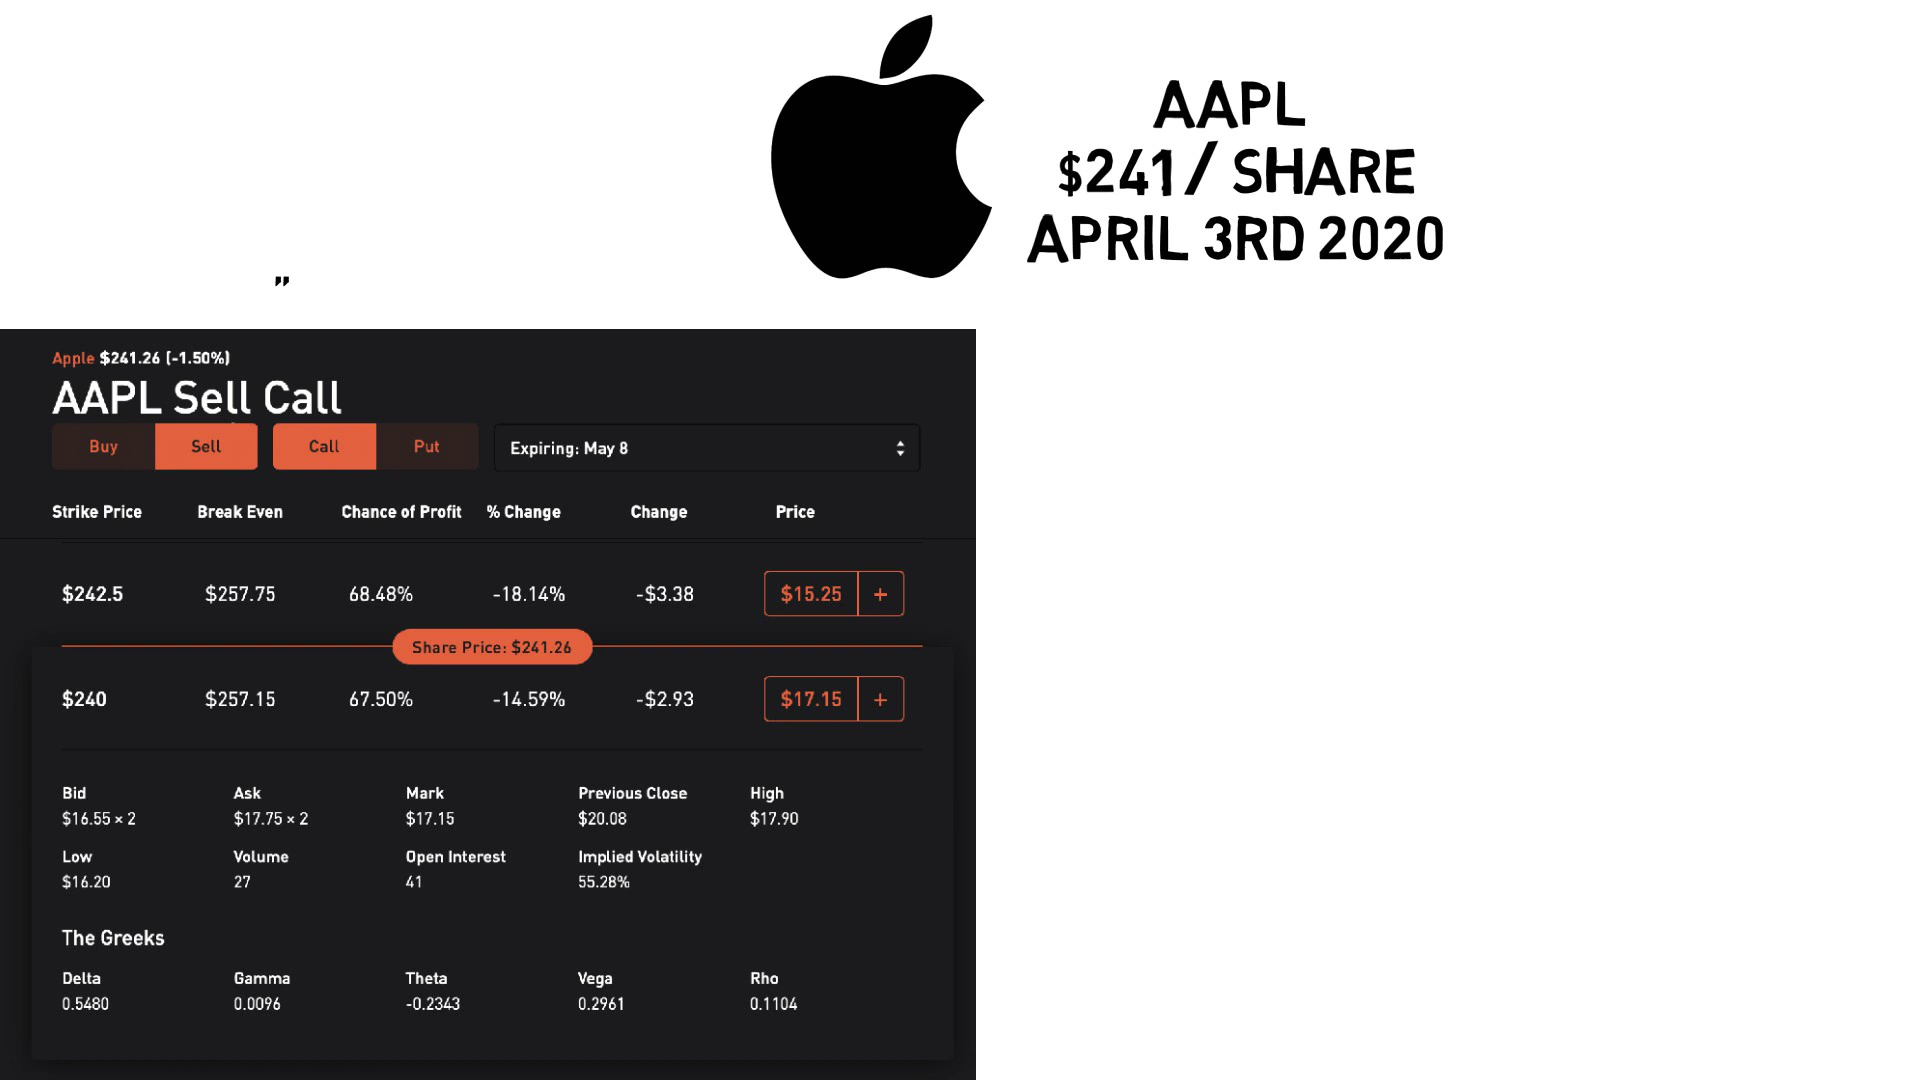 AAPL
$241/ SHARE
APRIL 3RD 2020
”
Apple $241.26 (-1.50%)
AAPL Sell Call
Buy Sell Call Put Expiring: May 8
Strike Price Break Even Chance of Profit % Change Change Price
$242.5 $257.75 68.48% -18.14% -$3.38 $15.25 +
Share Price: $241.26
$240 $257.15 67.50% -14.59% -$2.93 $17.15 +
Bid Ask Mark Previous Close High
$16.55 × 2 $17.75 × 2 $17.15 $20.08 $17.90
Low Volume Open Interest Implied Volatility
$16.20 27 41 55.28%
The Greeks
Delta Gamma Theta Vega Rho
0.5480 0.0096 -0.2343 0.2961 0.1104